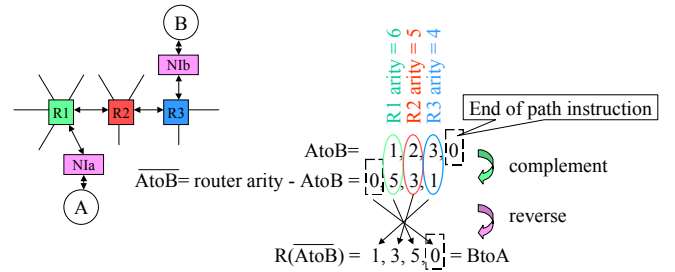 B
NIb
R1
R2
R3
NIa
A
R1 arity = 6
R2 arity = 5
R3 arity = 4
End of path instruction
AtoB= 1, 2, 3, 0
AtoB= router arity - AtoB = 0, 5, 3, 1
complement
reverse
R(AtoB) = 1, 3, 5, 0 = BtoA